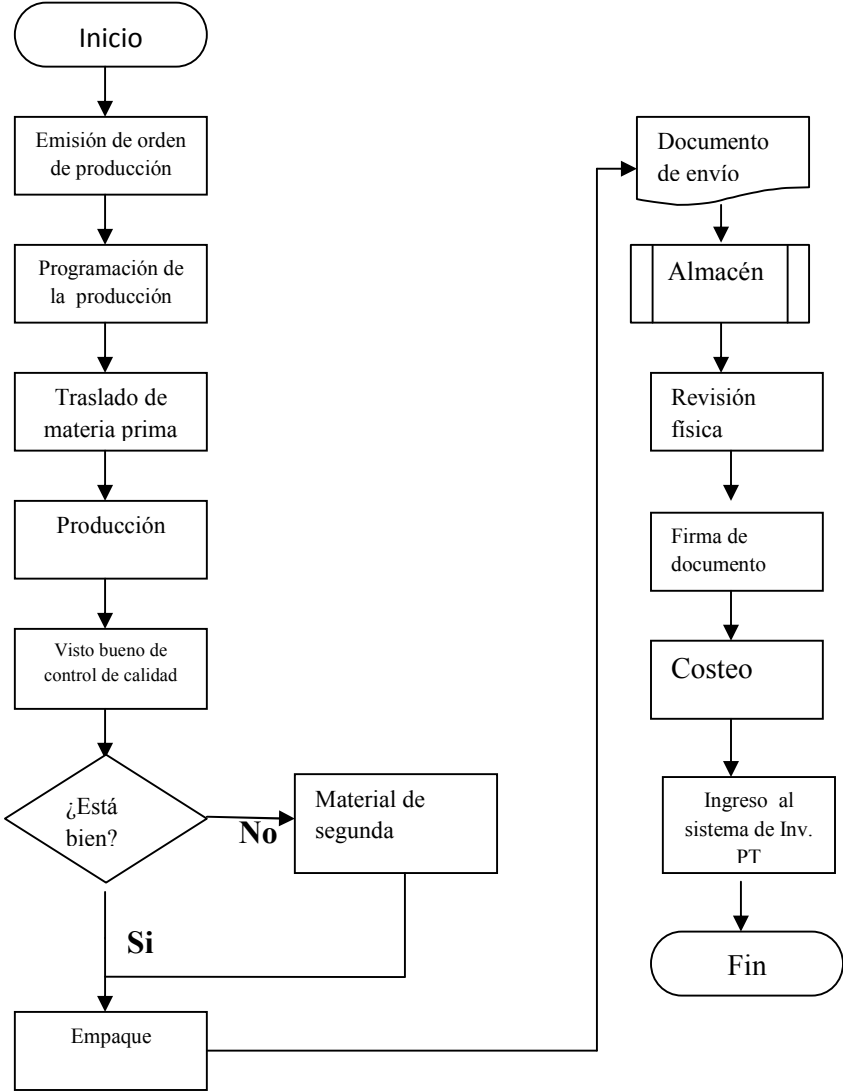 Inicio
Emisión de orden
de producción
Programación de
la producción
Traslado de
materia prima
Producción
Visto bueno de
control de calidad
¿Está
bien?
No
Material de
segunda
Si
Empaque
Documento
de envío
Almacén
Revisión
física
Firma de
documento
Costeo
Ingreso al
sistema de Inv.
PT
Fin